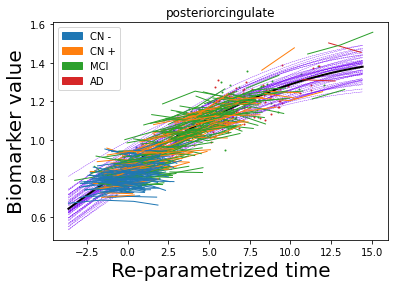 posteriorcingulate
CN -
CN +
MCI
AD
Biomarker value
1.6
1.4
1.2
1.0
0.8
0.6
−2.5 0.0 2.5 5.0 7.5 10.0 12.5 15.0
Re-parametrized time